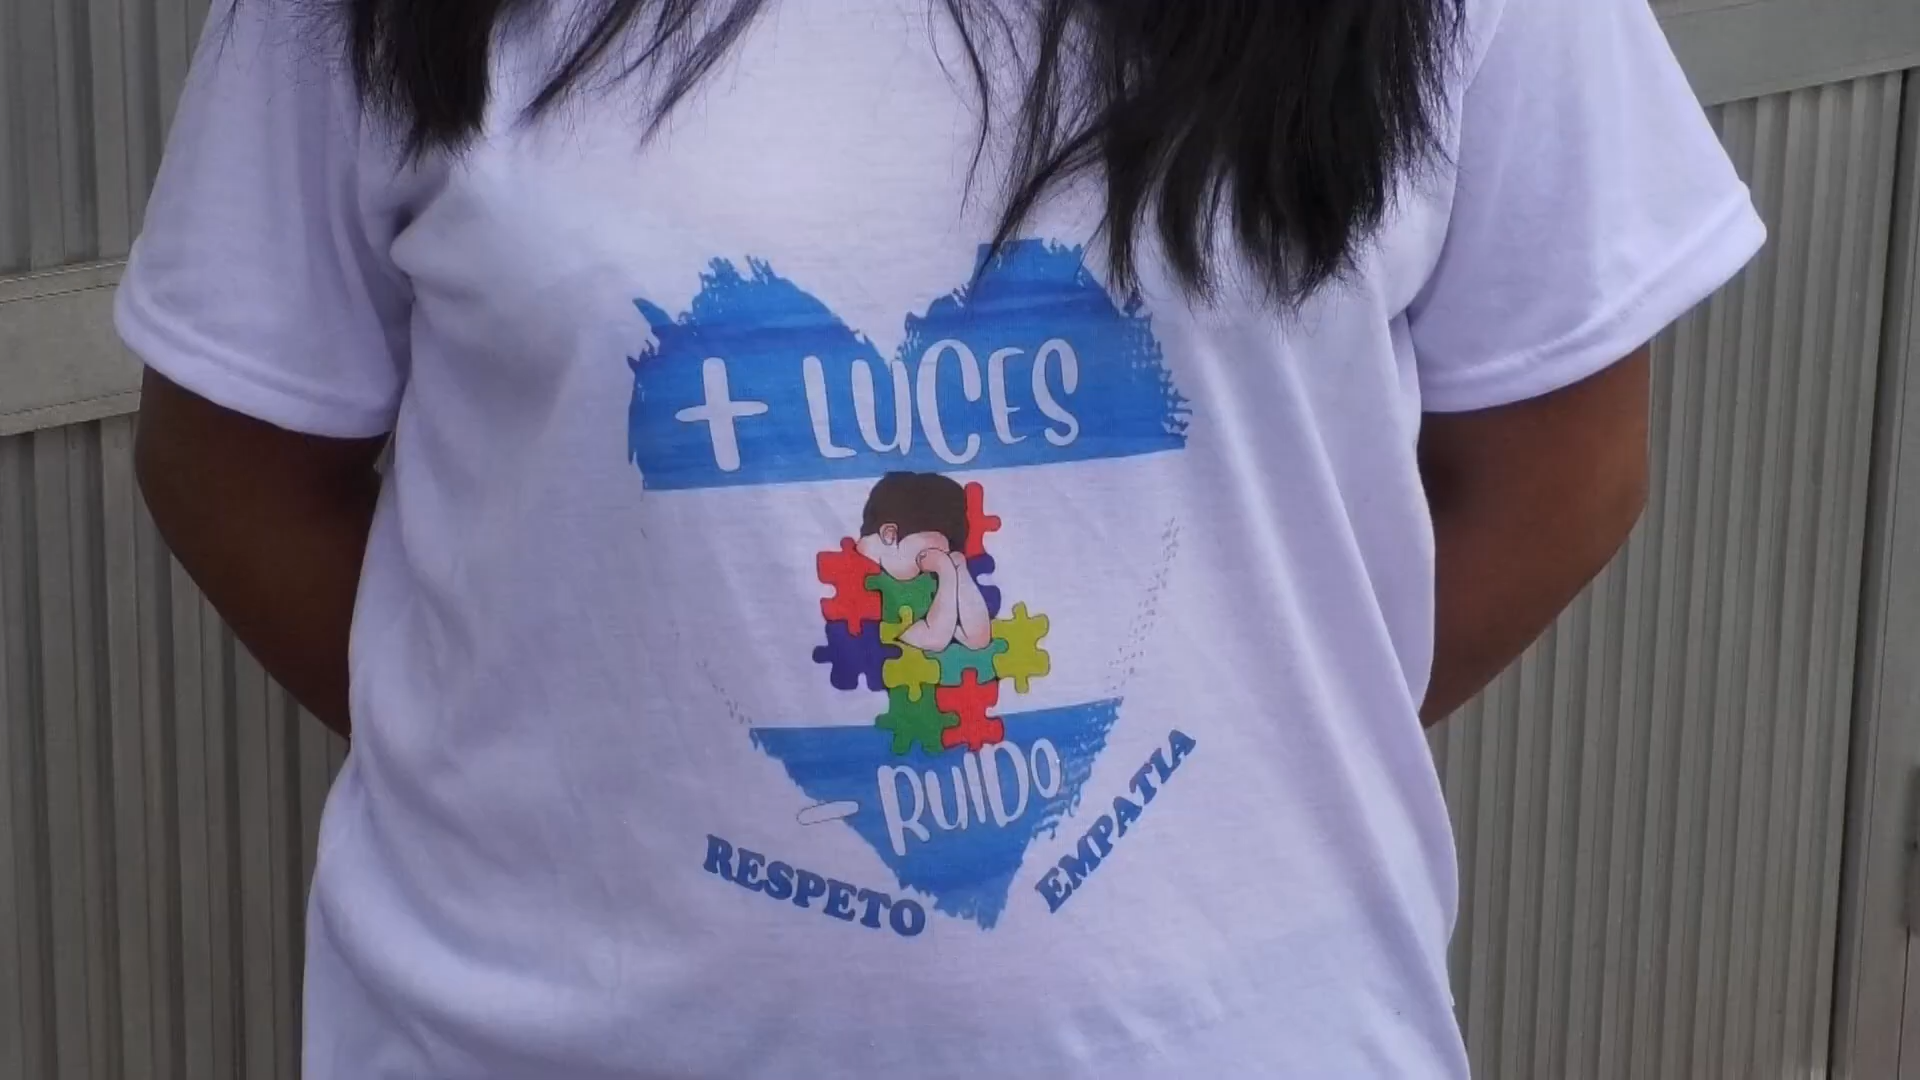 + LUCES
- RUIDO
RESPETO
EMPATIA